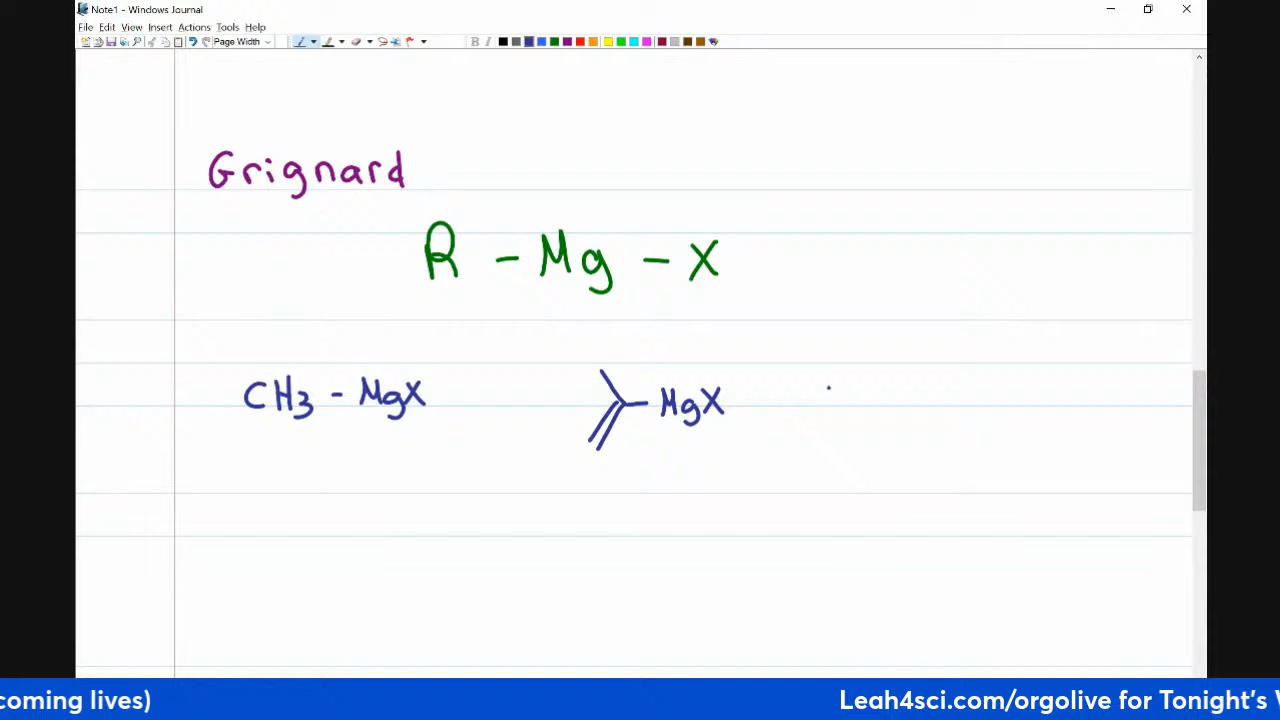 Note1 - Windows Journal
File Edit View Insert Actions Tools Help
Page Width B I
Grignard
R - Mg - X
CH3 - MgX MgX
coming lives) Leah4sci.com/orgolive for Tonight's